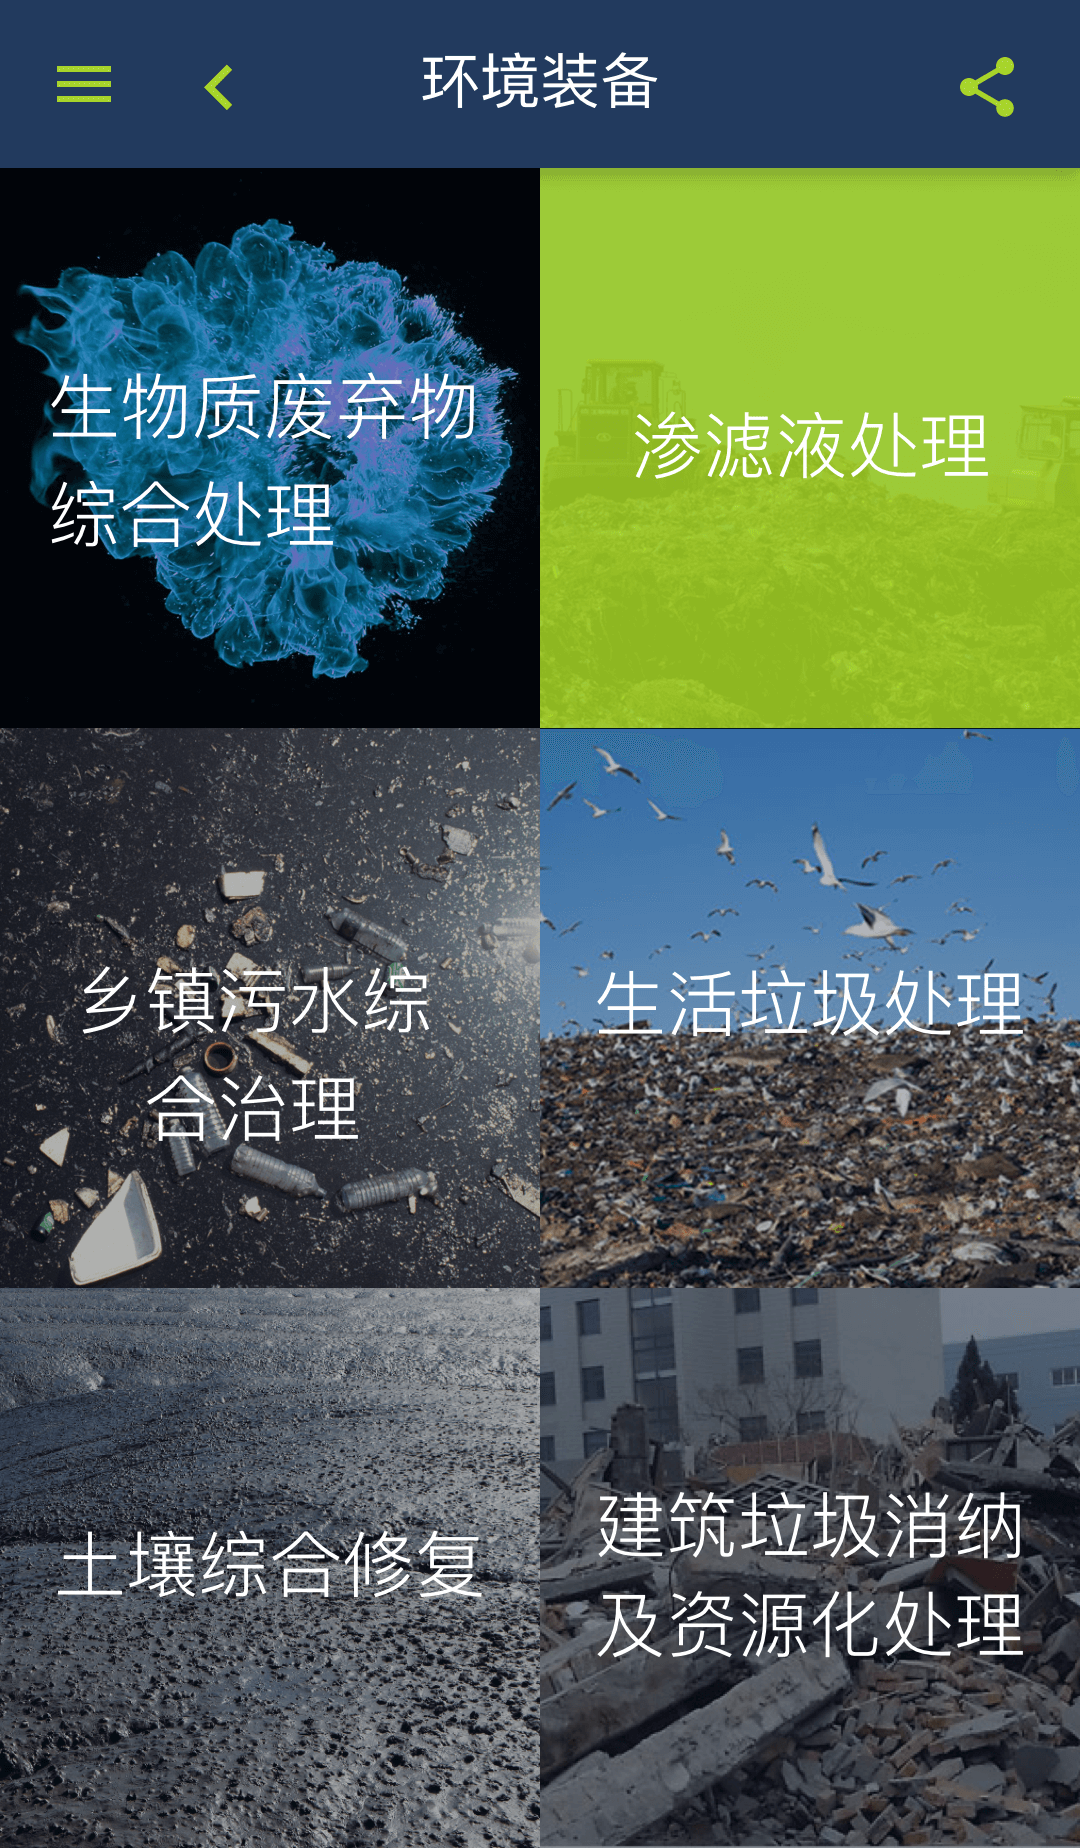 环境装备
生物质废弃物
综合处理
渗滤液处理
乡镇污水综
合治理
生活垃圾处理
土壤综合修复
建筑垃圾消纳
及资源化处理